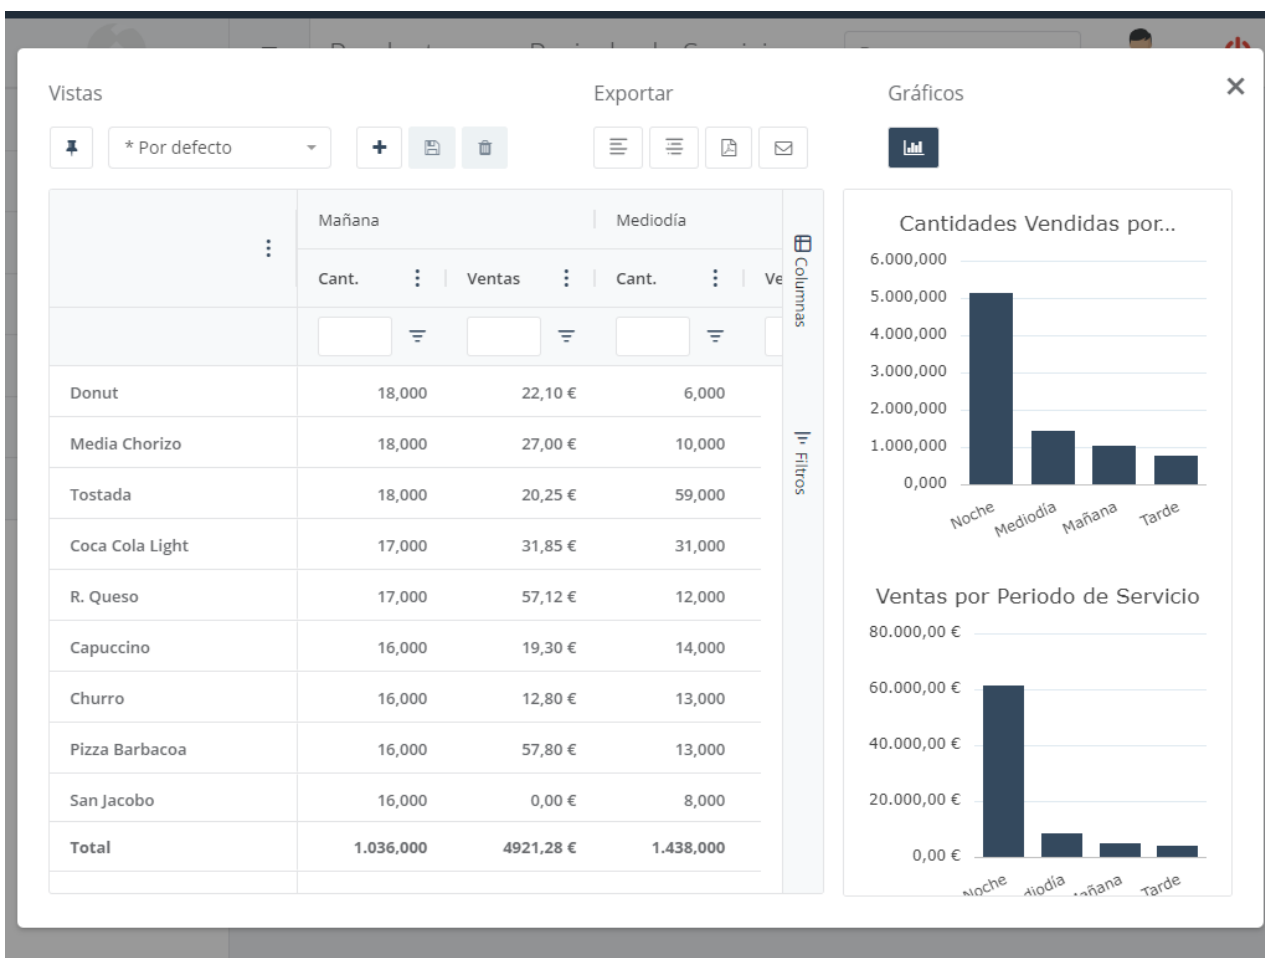 Vistas
Exportar
Gráficos
* Por defecto
Mañana
Mediodía
Cant.
Ventas
Cant.
Columnas
Filtros
Donut 18,000 22,10 € 6,000
Media Chorizo 18,000 27,00 € 10,000
Tostada 18,000 20,25 € 59,000
Coca Cola Light 17,000 31,85 € 31,000
R. Queso 17,000 57,12 € 12,000
Capuccino 16,000 19,30 € 14,000
Churro 16,000 12,80 € 13,000
Pizza Barbacoa 16,000 57,80 € 13,000
San Jacobo 16,000 0,00 € 8,000
Total 1.036,000 4921,28 € 1.438,000
Cantidades Vendidas por...
6.000,000
5.000,000
4.000,000
3.000,000
2.000,000
1.000,000
0,000
Noche Mediodía Mañana Tarde
Ventas por Periodo de Servicio
80.000,00 €
60.000,00 €
40.000,00 €
20.000,00 €
0,00 €
Noche Tarde